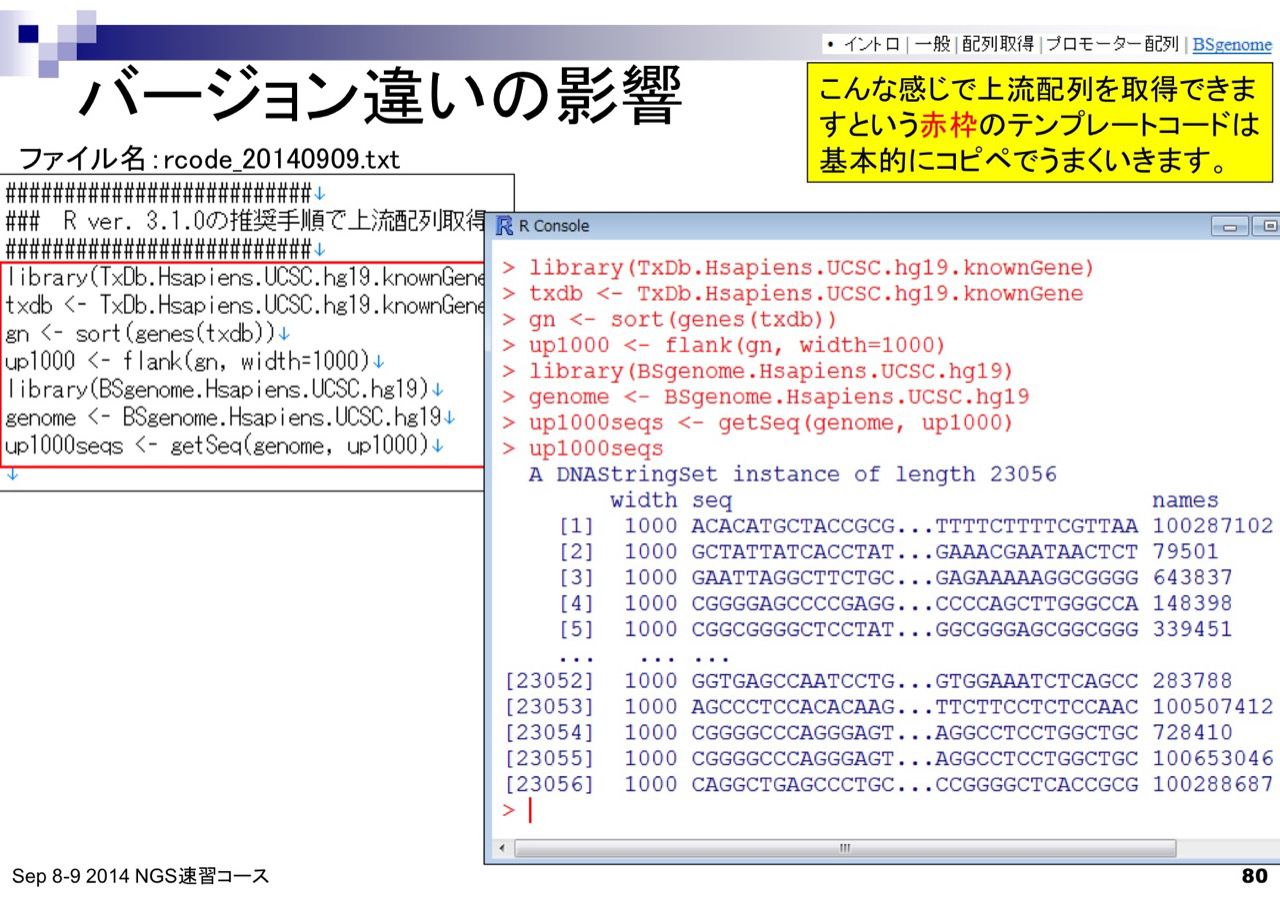 • イントロ | 一般 | 配列取得 | プロモーター配列 | BSgenome
バージョン違いの影響
こんな感じで上流配列を取得できま
すという赤枠のテンプレートコードは
基本的にコピペでうまくいきます。
ファイル名：rcode_20140909.txt
##########################↓
### R ver. 3.1.0の推奨手順で上流配列取得
##########################↓
library(TxDb.Hsapiens.UCSC.hg19.knownGene
txdb <- TxDb.Hsapiens.UCSC.hg19.knownGene
gn <- sort(genes(txdb))↓
up1000 <- flank(gn, width=1000)↓
library(BSgenome.Hsapiens.UCSC.hg19)↓
genome <- BSgenome.Hsapiens.UCSC.hg19↓
up1000seqs <- getSeq(genome, up1000)↓
↓
R Console
> library(TxDb.Hsapiens.UCSC.hg19.knownGene)
> txdb <- TxDb.Hsapiens.UCSC.hg19.knownGene
> gn <- sort(genes(txdb))
> up1000 <- flank(gn, width=1000)
> library(BSgenome.Hsapiens.UCSC.hg19)
> genome <- BSgenome.Hsapiens.UCSC.hg19
> up1000seqs <- getSeq(genome, up1000)
> up1000seqs
A DNAStringSet instance of length 23056
width seq names
[1] 1000 ACACATGCTACCGCG...TTTTCTTTTCGTTAA 100287102
[2] 1000 GCTATTATCACCTAT...GAAACGAATAACTCT 79501
[3] 1000 GAATTAGGCTTCTGC...GAGAAAAAGGCGGGG 643837
[4] 1000 CGGGGAGCCCCGAGG...CCCCAGCTTGGGCCA 148398
[5] 1000 CGGCGGGGCTCCTAT...GGCGGGAGCGGCGGG 339451
... ... ...
[23052] 1000 GGTGAGCCAATCCTG...GTGGAAATCTCAGCC 283788
[23053] 1000 AGCCCTCCACACAAG...TTCTTCCTCTCCAAC 100507412
[23054] 1000 CGGGGCCCAGGGAGT...AGGCCTCCTGGCTGC 728410
[23055] 1000 CGGGGCCCAGGGAGT...AGGCCTCCTGGCTGC 100653046
[23056] 1000 CAGGCTGAGCCCTGC...CCGGGGCTCACCGCG 100288687
>
Sep 8-9 2014 NGS速習コース
80